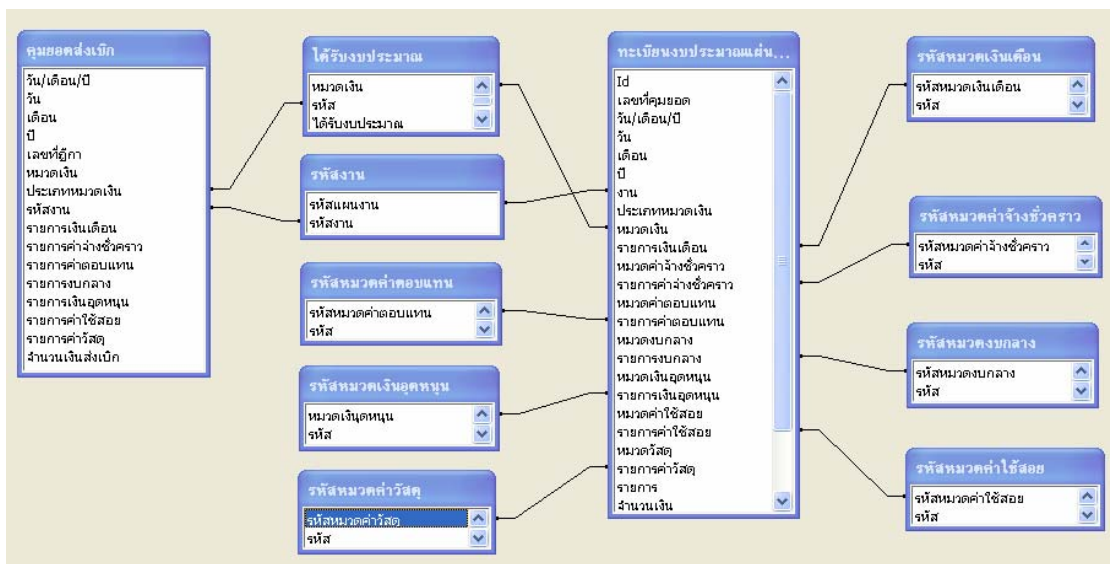 คุมยอดส่งเบิก
วัน/เดือน/ปี
วัน
เดือน
ปี
เลขที่ฎีกา
หมวดเงิน
ประเภทหมวดเงิน
รหัสงาน
รายการเงินเดือน
รายการค่าจ้างชั่วคราว
รายการค่าตอบแทน
รายการงบกลาง
รายการเงินอุดหนุน
รายการค่าใช้สอย
รายการค่าวัสดุ
จำนวนเงินส่งเบิก
ได้รับงบประมาณ
หมวดเงิน
รหัส
ได้รับงบประมาณ
รหัสงาน
รหัสแผนงาน
รหัสงาน
รหัสหมวดค่าตอบแทน
รหัสหมวดค่าตอบแทน
รหัส
รหัสหมวดเงินอุดหนุน
หมวดเงินอุดหนุน
รหัส
รหัสหมวดค่าวัสดุ
รหัสหมวดค่าวัสดุ
รหัส
ทะเบียนงบประมาณแผ่น...
Id
เลขที่คุมยอด
วัน/เดือน/ปี
วัน
เดือน
ปี
งาน
ประเภทหมวดเงิน
หมวดเงิน
รายการเงินเดือน
หมวดค่าจ้างชั่วคราว
รายการค่าจ้างชั่วคราว
หมวดค่าตอบแทน
รายการค่าตอบแทน
หมวดงบกลาง
รายการงบกลาง
หมวดเงินอุดหนุน
รายการเงินอุดหนุน
หมวดค่าใช้สอย
รายการค่าใช้สอย
หมวดวัสดุ
รายการค่าวัสดุ
รายการ
จำนวนเงิน
รหัสหมวดเงินเดือน
รหัสหมวดเงินเดือน
รหัส
รหัสหมวดค่าจ้างชั่วคราว
รหัสหมวดค่าจ้างชั่วคราว
รหัส
รหัสหมวดงบกลาง
รหัสหมวดงบกลาง
รหัส
รหัสหมวดค่าใช้สอย
รหัสหมวดค่าใช้สอย
รหัส